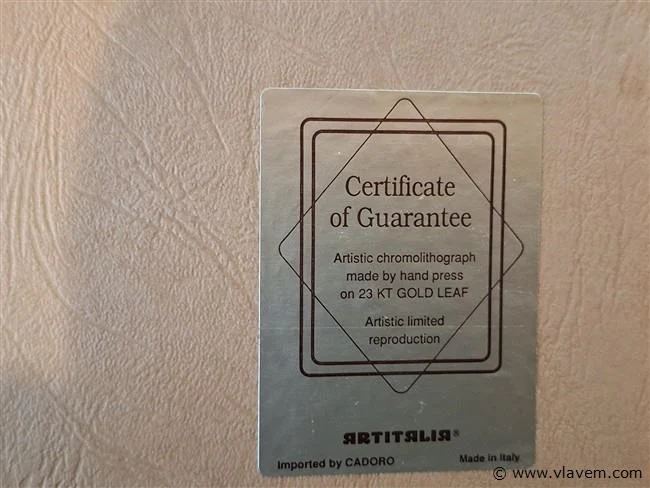 Certificate
of Guarantee
Artistic chromolithograph
made by hand press
on 23 KT GOLD LEAF
Artistic limited
reproduction
ARTITALIA®
Imported by CADORO
Made in Italy
© www.vlavem.com